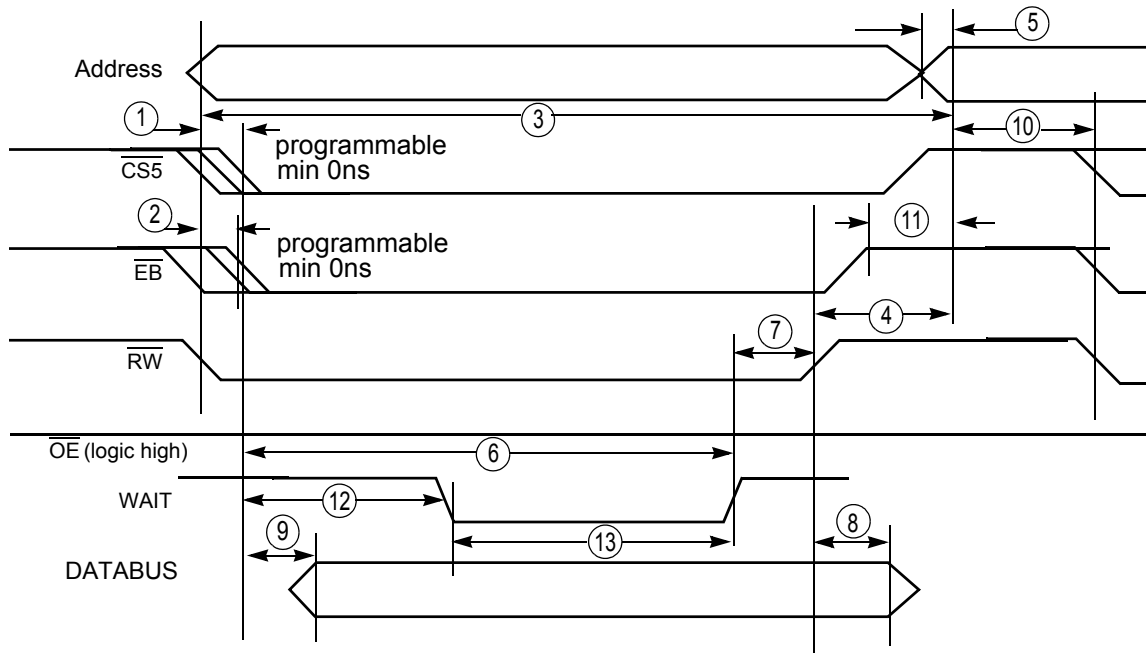 5
Address
1
3
10
programmable
min 0ns
CS5
2
11
programmable
min 0ns
EB
7
4
RW
OE (logic high)
6
WAIT
12
9
13
8
DATABUS